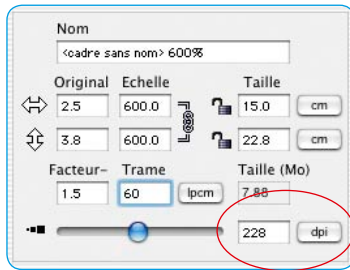 Nom
<cadre sans nom> 600%
Original Echelle Taille
2.5 600.0 15.0 cm
3.8 600.0 22.8 cm
Facteur- Trame Taille (Mo)
1.5 60 lpcm 7.88
228 dpi